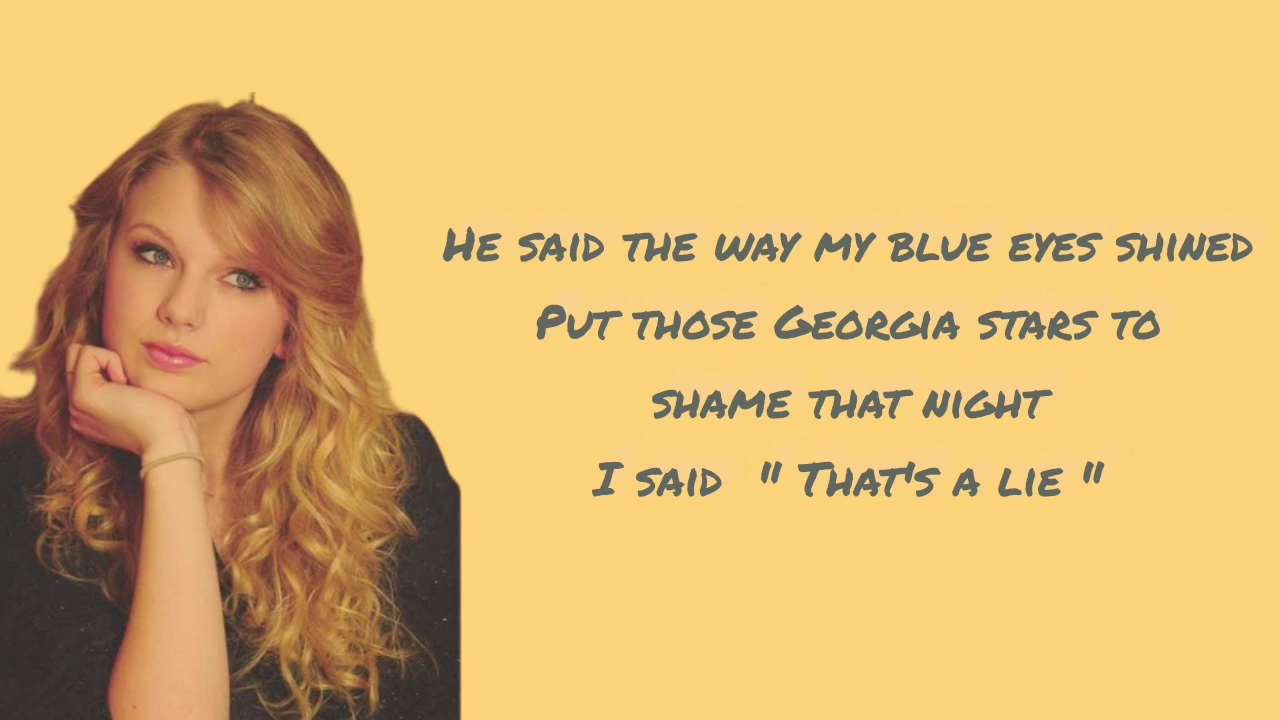 He said the way my blue eyes shined
Put those Georgia stars to
shame that night
I said " That's a lie "